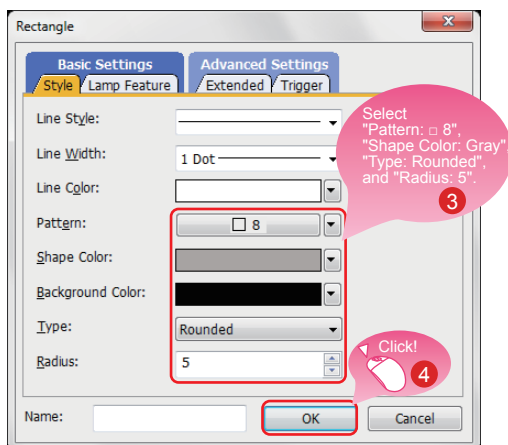 Rectangle
x
Basic Settings
Advanced Settings
Style
Lamp Feature
Extended
Trigger
Line Style:
Line Width:
1 Dot
Line Color:
Pattern:
8
Shape Color:
Background Color:
Type:
Rounded
Radius:
5
Select
"Pattern: □ 8",
"Shape Color: Gray",
"Type: Rounded",
and "Radius: 5".
3
Click!
4
Name:
OK
Cancel